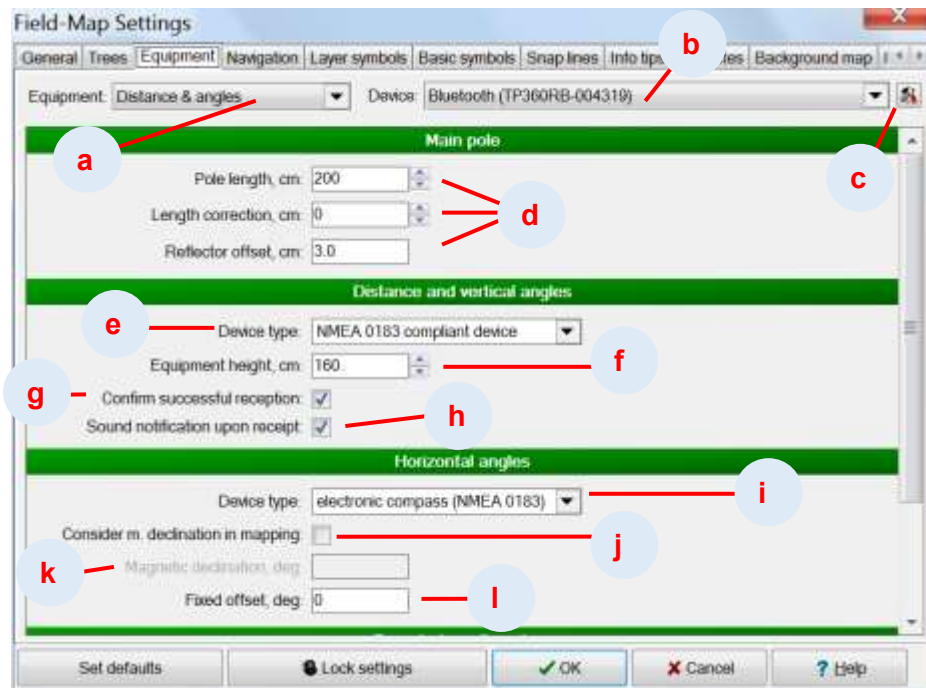 Field-Map Settings
b
General Trees Equipment Navigation Layer symbols Basic symbols Snap lines Info tips Background map
Equipment: Distance & angles Device: Bluetooth (TP360RB-004319)
a
c
Main pole
Pole length, cm: 200
d
Length correction, cm: 0
Reflector offset, cm: 3.0
Distance and vertical angles
e
Device type: NMEA 0183 compliant device
Equipment height, cm: 160
f
g
Confirm successful reception:
h
Sound notification upon receipt:
Horizontal angles
Device type: electronic compass (NMEA 0183)
i
Consider m. declination in mapping:
j
k
Magnetic declination, deg:
Fixed offset, deg: 0
l
Set defaults Lock settings OK Cancel Help